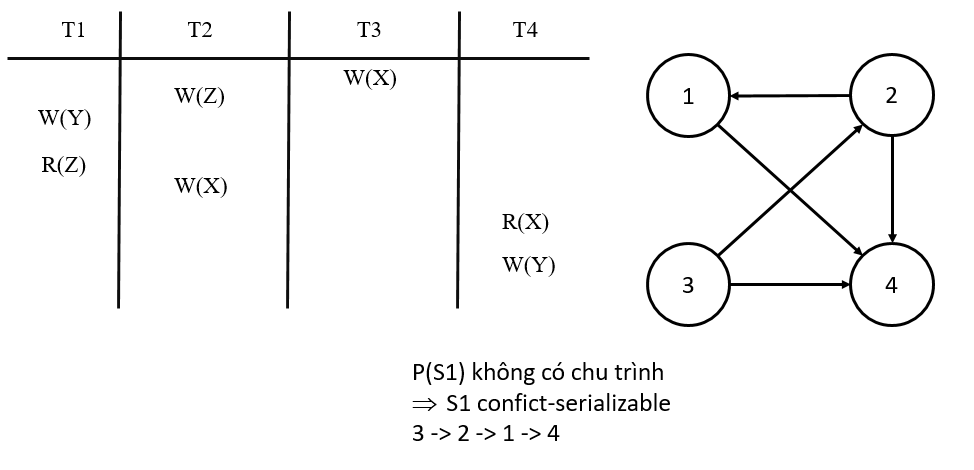 T1 T2 T3 T4
W(X)
W(Z)
W(Y)
R(Z)
W(X)
R(X)
W(Y)
1 2
3 4
P(S1) không có chu trình
⇒ S1 confict-serializable
3 -> 2 -> 1 -> 4